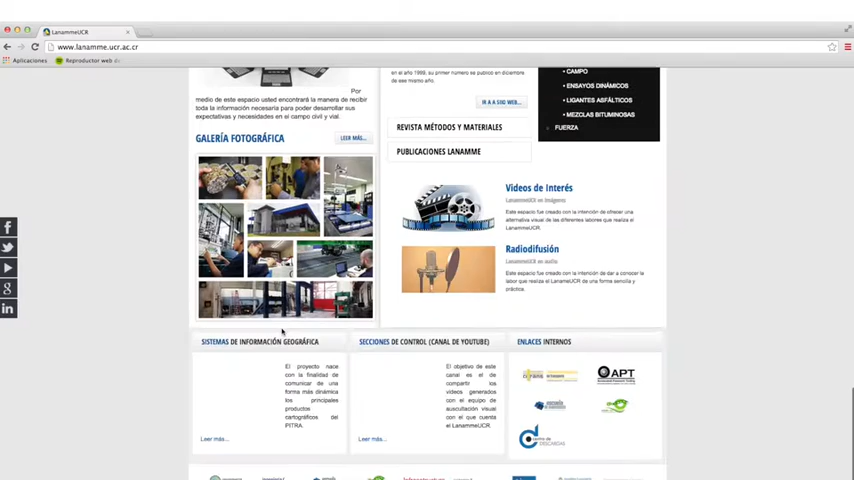 LanammeUCR
www.lanamme.ucr.ac.cr
Aplicaciones
Reproductor web de
Por
medio de este espacio usted encontrará la manera de recibir
toda la información necesaria para poder desarrollar sus
expectativas y necesidades en el campo civil y vial.
GALERÍA FOTOGRÁFICA
LEER MÁS...
en el año 1989, su primer número se publicó en diciembre
de ese mismo año.
IR A A SITIO WEB...
REVISTA MÉTODOS Y MATERIALES
PUBLICACIONES LANAMME
• CAMPO
• ENSAYOS DINÁMICOS
• LIGANTES ASFÁLTICOS
• MEZCLAS BITUMINOSAS
FUERZA
Videos de Interés
LanammeUCR en imágenes
Este espacio fue creado con la intención de ofrecer una
alternativa visual de las diferentes labores que realiza el
LanammeUCR.
Radiodifusión
LanammeUCR en audio
Este espacio fue creado con la intención de dar a conocer la
labor que realiza el LanammeUCR de una forma sencilla y
práctica.
SISTEMAS DE INFORMACIÓN GEOGRÁFICA
El proyecto nace
con la finalidad de
comunicar de una
forma más dinámica
los principales
productos
cartográficos del
PITRA.
Leer más...
SECCIONES DE CONTROL (CANAL DE YOUTUBE)
El objetivo de este
canal es el de
compartir los
videos generados
con el equipo de
auscultación visual
con el que cuenta
el LanammeUCR.
Leer más...
ENLACES INTERNOS
APT
centro de
DESCARGAS